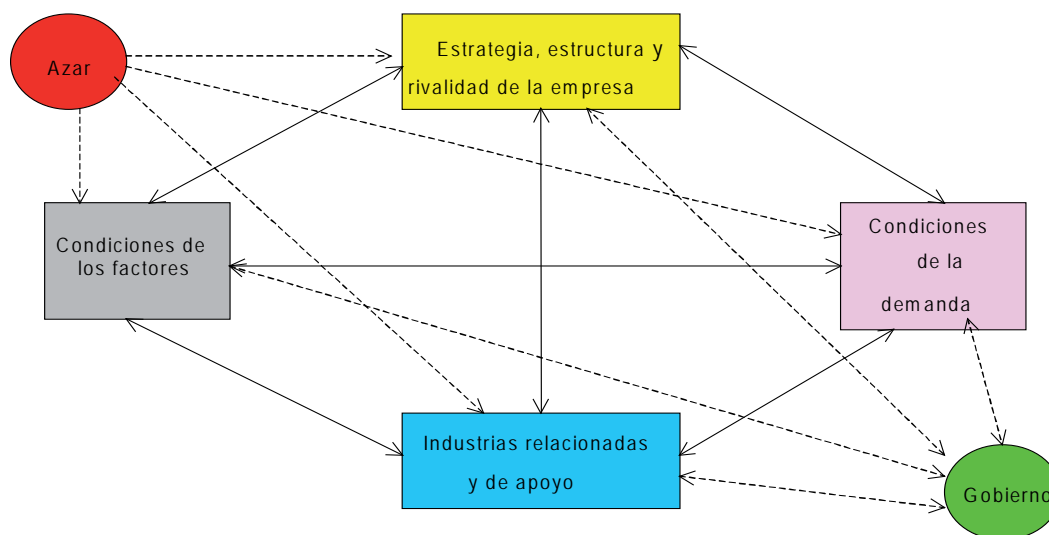 Azar
Estrategia, estructura y
rivalidad de la empresa
Condiciones de
los factores
Condiciones
de la
demanda
Industrias relacionadas
y de apoyo
Gobierno